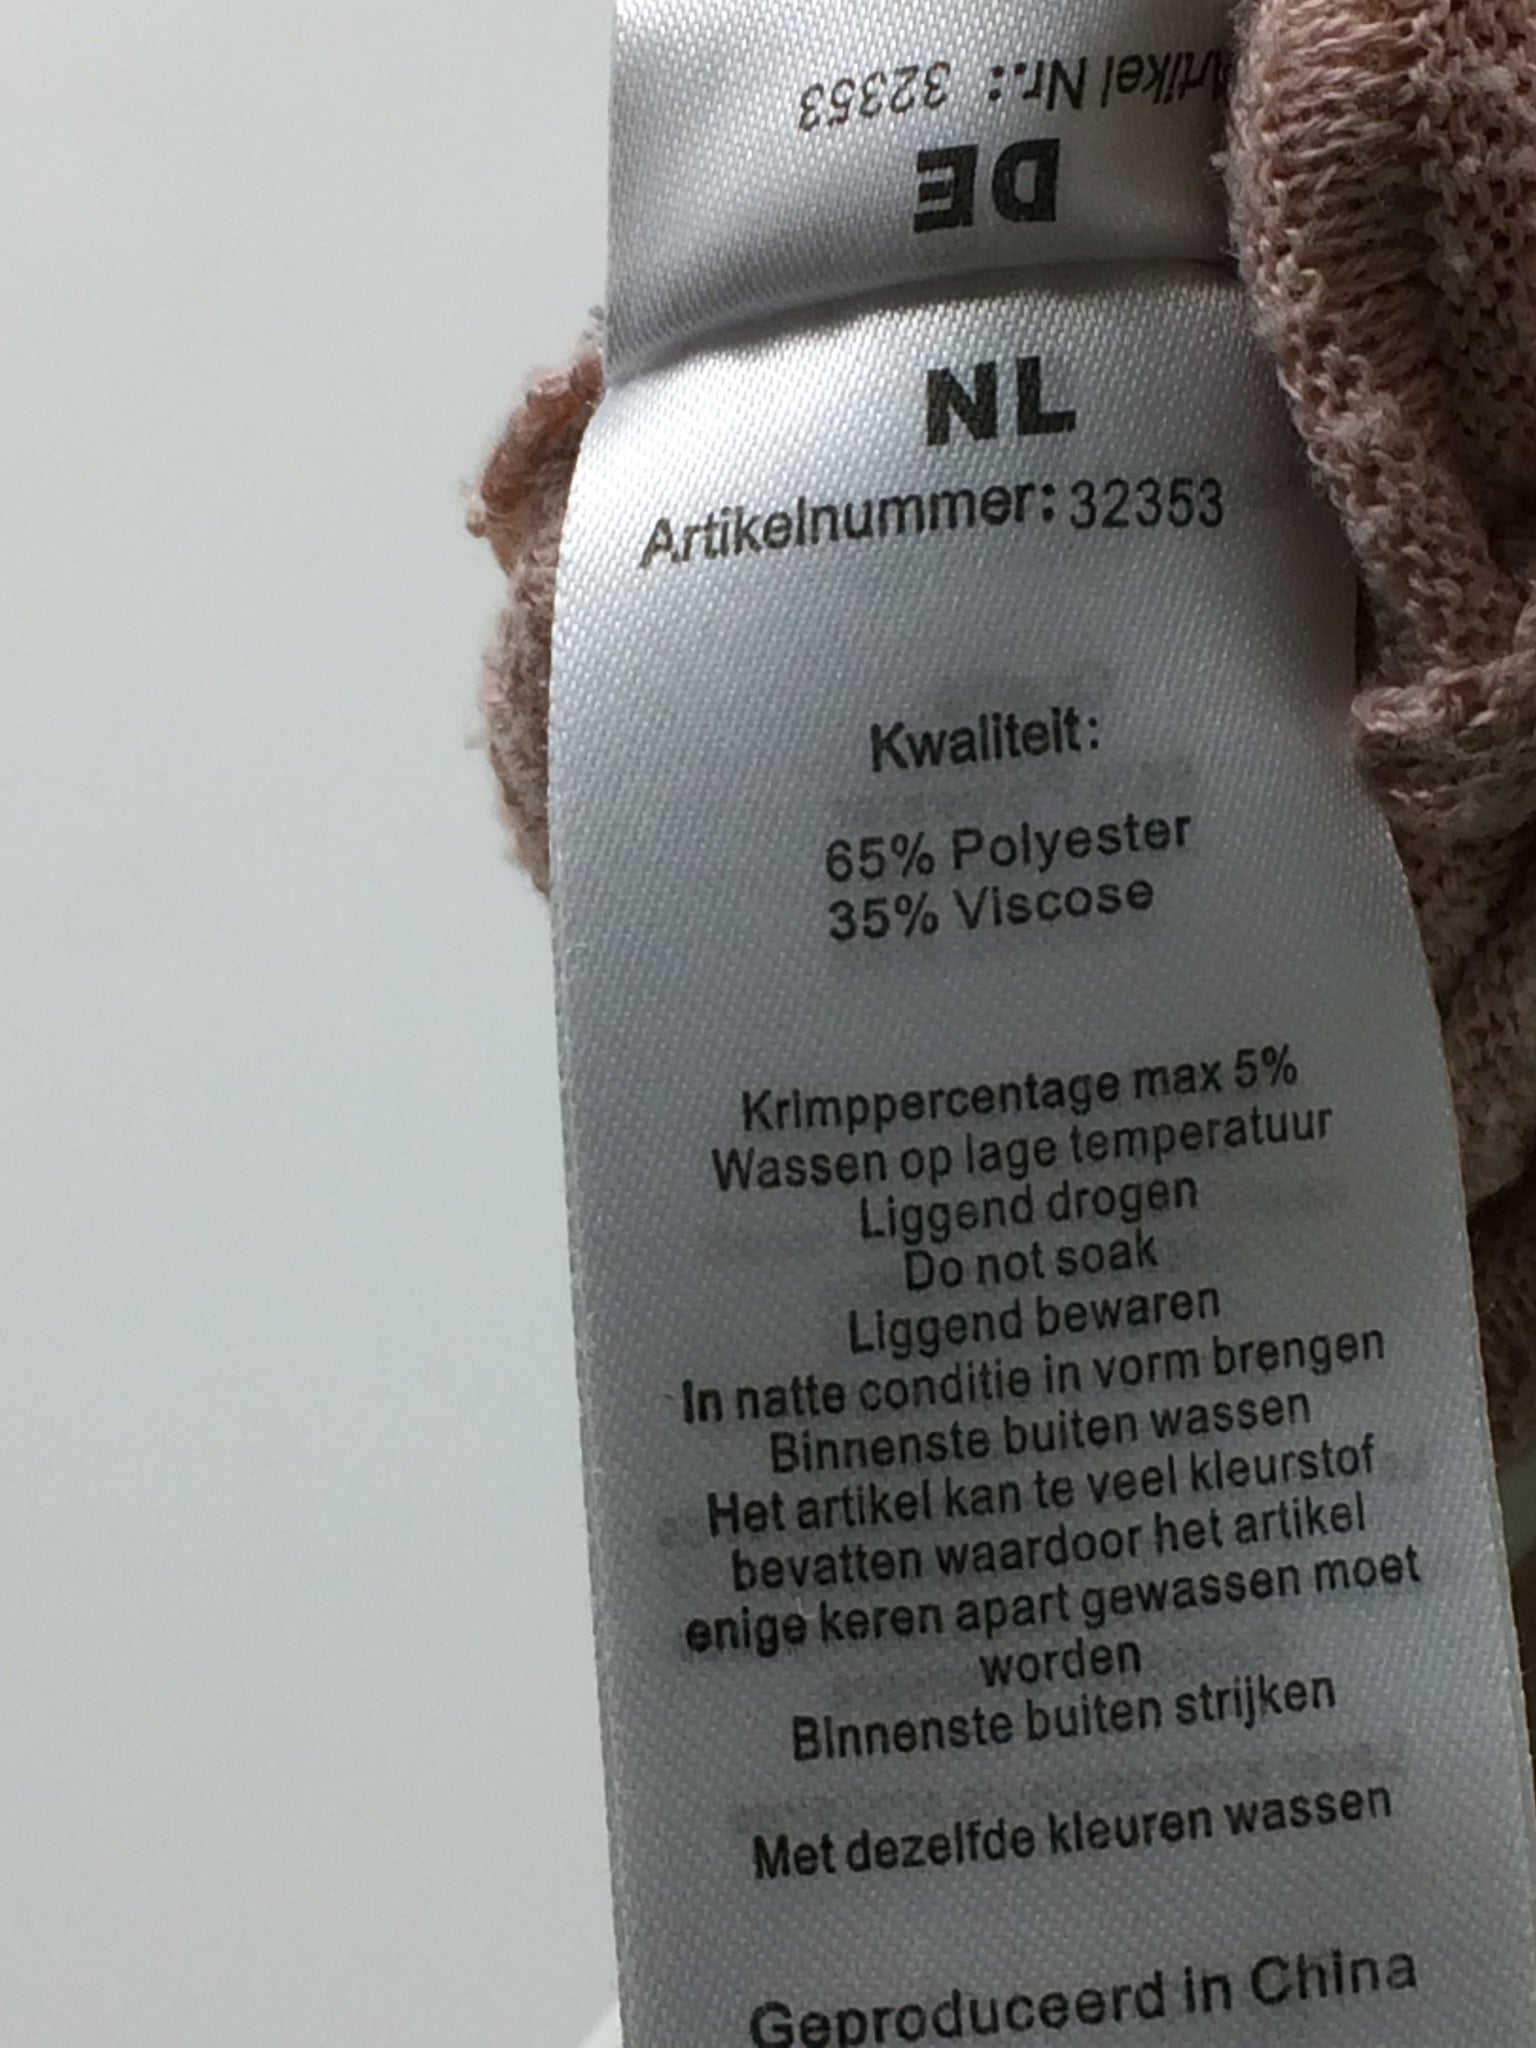 Artikel Nr.: 32353
DE
NL
Artikelnummer: 32353
Kwaliteit:
65% Polyester
35% Viscose
Krimppercentage max 5%
Wassen op lage temperatuur
Liggend drogen
Do not soak
Liggend bewaren
In natte conditie in vorm brengen
Binnenste buiten wassen
Het artikel kan te veel kleurstof
bevatten waardoor het artikel
enige keren apart gewassen moet
worden
Binnenste buiten strijken
Met dezelfde kleuren wassen
Geproduceerd in China